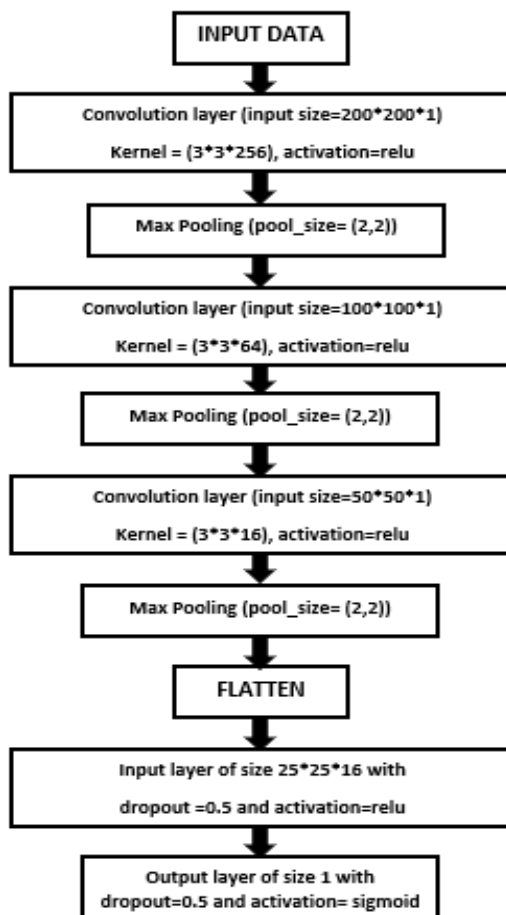 INPUT DATA
Convolution layer (input size=200*200*1)
Kernel = (3*3*256), activation=relu
Max Pooling (pool_size= (2,2))
Convolution layer (input size=100*100*1)
Kernel = (3*3*64), activation=relu
Max Pooling (pool_size= (2,2))
Convolution layer (input size=50*50*1)
Kernel = (3*3*16), activation=relu
Max Pooling (pool_size= (2,2))
FLATTEN
Input layer of size 25*25*16 with
dropout =0.5 and activation=relu
Output layer of size 1 with
dropout=0.5 and activation= sigmoid